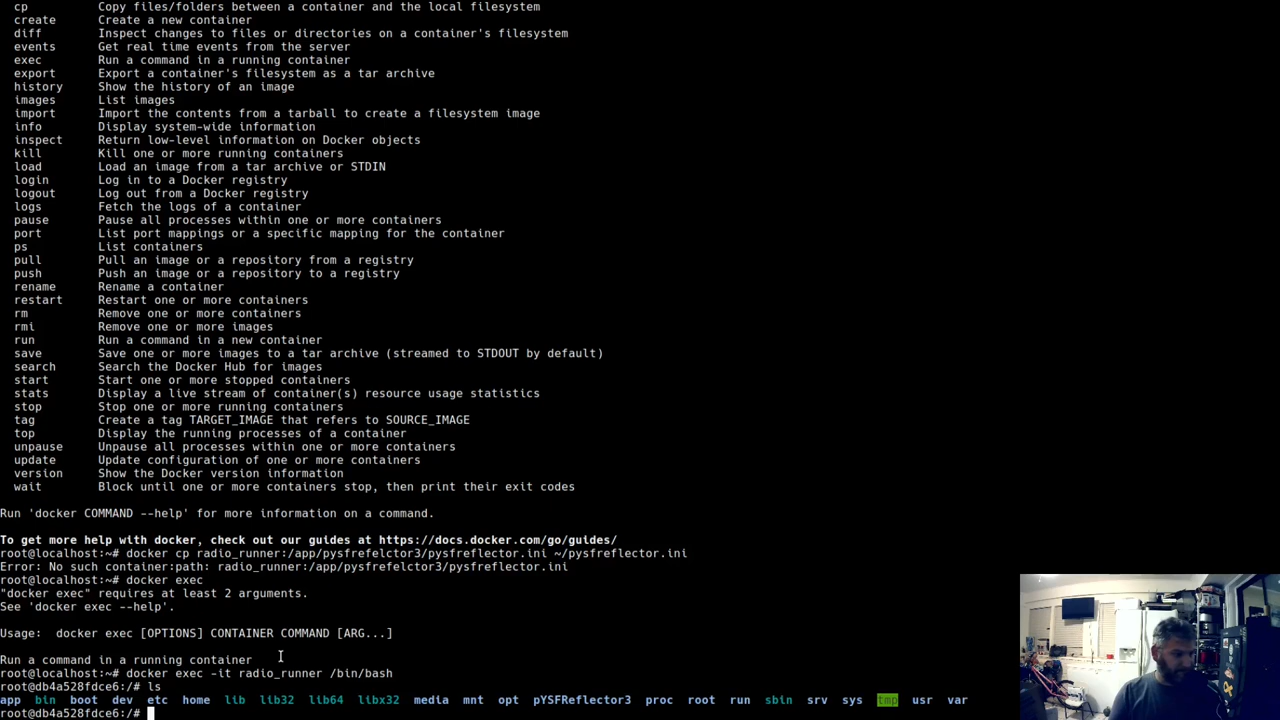 cp Copy files/folders between a container and the local filesystem
create Create a new container
diff Inspect changes to files or directories on a container's filesystem
events Get real time events from the server
exec Run a command in a running container
export Export a container's filesystem as a tar archive
history Show the history of an image
images List images
import Import the contents from a tarball to create a filesystem image
info Display system-wide information
inspect Return low-level information on Docker objects
kill Kill one or more running containers
load Load an image from a tar archive or STDIN
login Log in to a Docker registry
logout Log out from a Docker registry
logs Fetch the logs of a container
pause Pause all processes within one or more containers
port List port mappings or a specific mapping for the container
ps List containers
pull Pull an image or a repository from a registry
push Push an image or a repository to a registry
rename Rename a container
restart Restart one or more containers
rm Remove one or more containers
rmi Remove one or more images
run Run a command in a new container
save Save one or more images to a tar archive (streamed to STDOUT by default)
search Search the Docker Hub for images
start Start one or more stopped containers
stats Display a live stream of container(s) resource usage statistics
stop Stop one or more running containers
tag Create a tag TARGET_IMAGE that refers to SOURCE_IMAGE
top Display the running processes of a container
unpause Unpause all processes within one or more containers
update Update configuration of one or more containers
version Show the Docker version information
wait Block until one or more containers stop, then print their exit codes
Run 'docker COMMAND --help' for more information on a command.
To get more help with docker, check out our guides at https://docs.docker.com/go/guides/
root@localhost:~# docker cp radio_runner:/app/pysfrefelctor3/pysfreflector.ini ~/pysfreflector.ini
Error: No such container:path: radio_runner:/app/pysfrefelctor3/pysfreflector.ini
root@localhost:~# docker exec
"docker exec" requires at least 2 arguments.
See 'docker exec --help'.
Usage: docker exec [OPTIONS] CONTAINER COMMAND [ARG...]
Run a command in a running container
root@localhost:~# docker exec -it radio_runner /bin/bash
root@db4a528fdce6:/# ls
app bin boot dev etc home lib lib32 lib64 libx32 media mnt opt pYSFReflector3 proc root run sbin srv sys tmp usr var
root@db4a528fdce6:/#